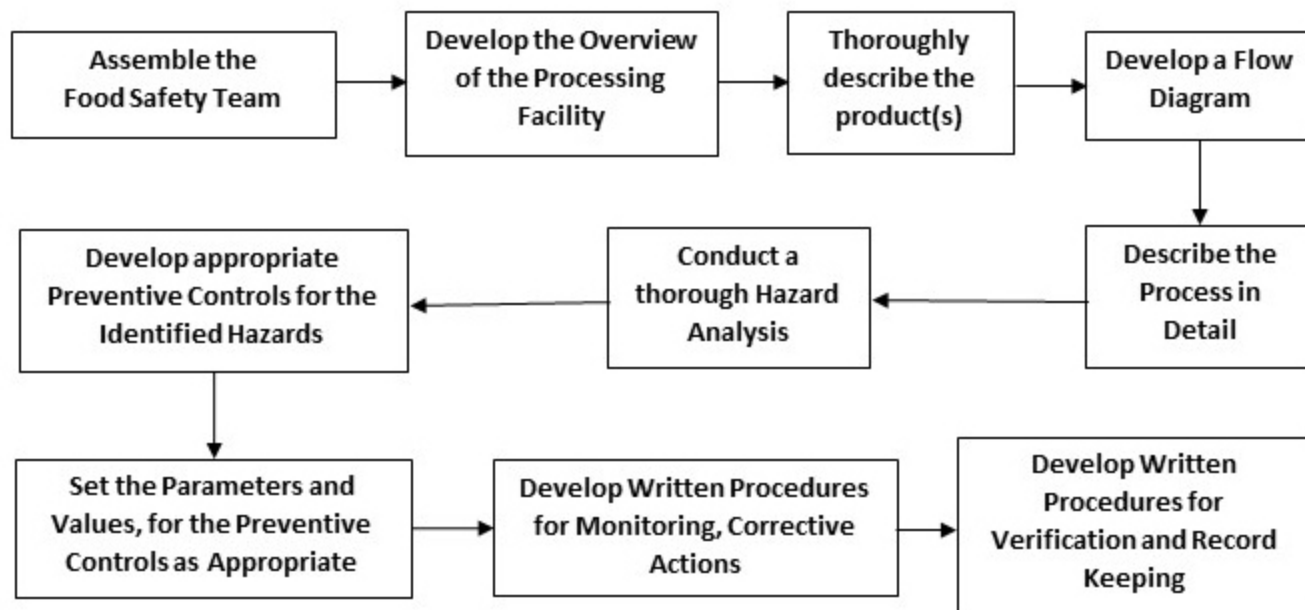 Assemble the
Food Safety Team
Develop the Overview
of the Processing
Facility
Thoroughly
describe the
product(s)
Develop a Flow
Diagram
Describe the
Process in
Detail
Conduct a
thorough Hazard
Analysis
Develop appropriate
Preventive Controls for the
Identified Hazards
Set the Parameters and
Values, for the Preventive
Controls as Appropriate
Develop Written Procedures
for Monitoring, Corrective
Actions
Develop Written
Procedures for
Verification and Record
Keeping